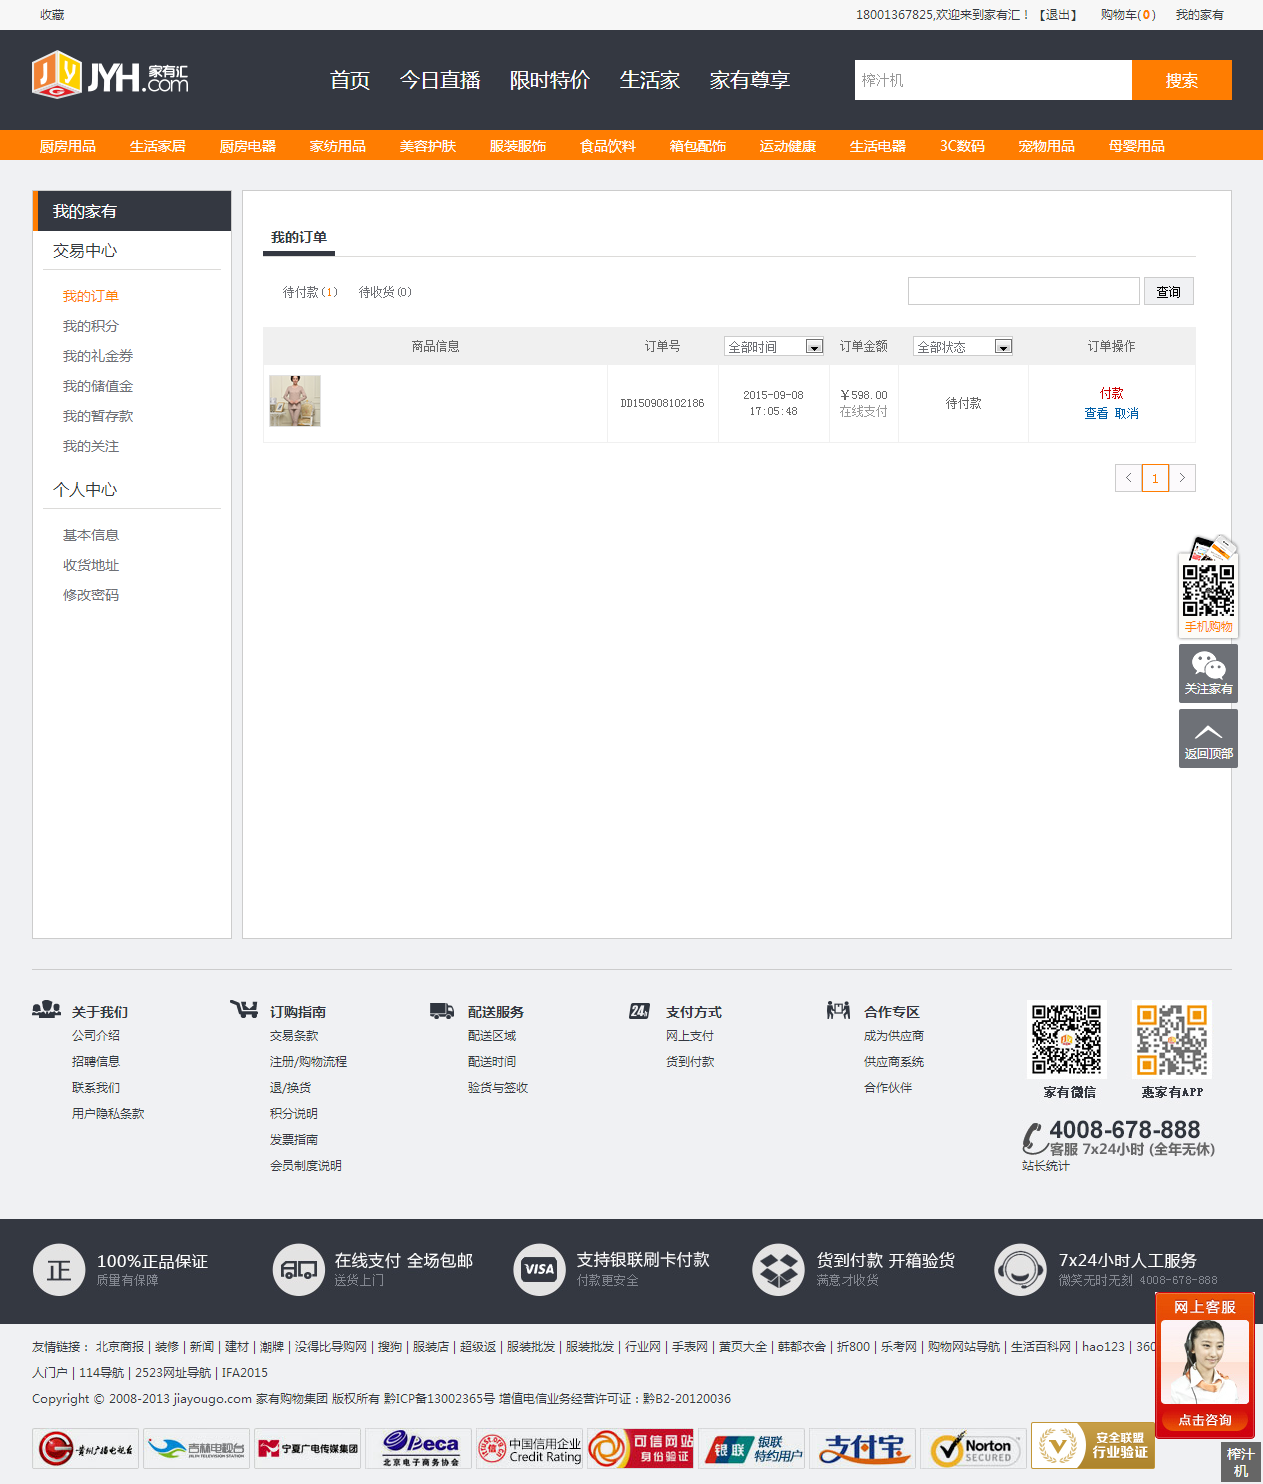 收藏
18001367825,欢迎来到家有汇！【退出】 购物车(0) 我的家有
JYH.com 家有汇
首页 今日直播 限时特价 生活家 家有尊享
榨汁机 搜索
厨房用品 生活家居 厨房电器 家纺用品 美容护肤 服装服饰 食品饮料 箱包配饰 运动健康 生活电器 3C数码 宠物用品 母婴用品
我的家有
交易中心
我的订单
我的积分
我的礼金券
我的储值金
我的暂存款
我的关注
个人中心
基本信息
收货地址
修改密码
我的订单
待付款(1) 待收货(0) 查询
商品信息 订单号 全部时间 订单金额 全部状态 订单操作
DD150908102186
2015-09-08
17:05:48
￥598.00
在线支付
待付款
付款
查看 取消
1
手机购物
关注家有
返回顶部
关于我们
公司介绍
招聘信息
联系我们
用户隐私条款
订购指南
交易条款
注册/购物流程
退/换货
积分说明
发票指南
会员制度说明
配送服务
配送区域
配送时间
验货与签收
24h
支付方式
网上支付
货到付款
合作专区
成为供应商
供应商系统
合作伙伴
家有微信 惠家有APP
4008-678-888
客服 7x24小时 (全年无休)
站长统计
正
100%正品保证
质量有保障
在线支付 全场包邮
送货上门
VISA
支持银联刷卡付款
付款更安全
货到付款 开箱验货
满意才收货
7x24小时人工服务
微笑无时无刻 4008-678-888
网上客服
点击咨询
友情链接： 北京商报 | 装修 | 新闻 | 建材 | 潮牌 | 没得比导购网 | 搜狗 | 服装店 | 超级返 | 服装批发 | 服装批发 | 行业网 | 手表网 | 黄页大全 | 韩都衣舍 | 折800 | 乐考网 | 购物网站导航 | 生活百科网 | hao123 | 360
人门户 | 114导航 | 2523网址导航 | IFA2015
Copyright © 2008-2013 jiayougo.com 家有购物集团 版权所有 黔ICP备13002365号 增值电信业务经营许可证：黔B2-20120036
贵州广播电视台
吉林电视台
JILIN TELEVISION STATION
宁夏广电传媒集团
Beca
北京电子商务协会
中国信用企业
Credit Rating
可信网站
身份验证
银联
银联
特约用户
支付宝
Norton
SECURED
安全联盟
行业验证
榨汁
机